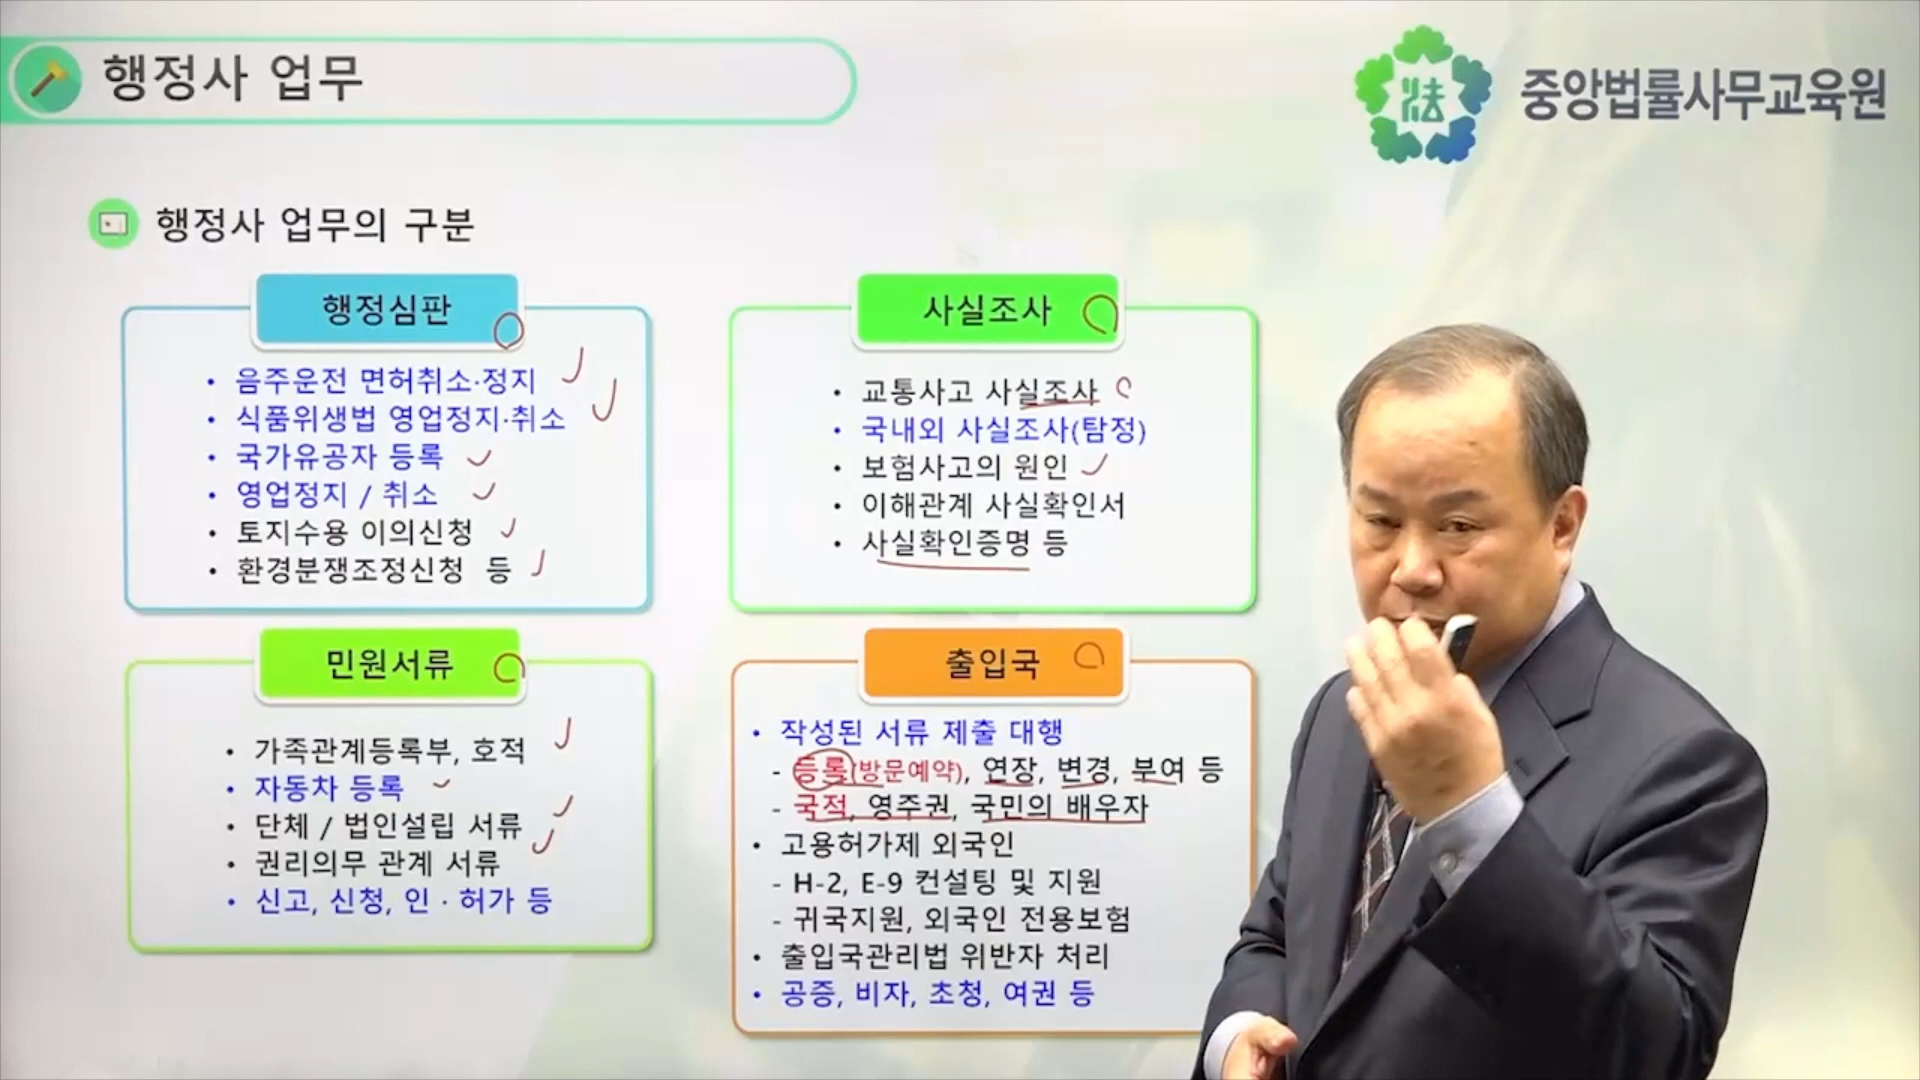 행정사 업무
法 중앙법률사무교육원
행정사 업무의 구분
행정심판
• 음주운전 면허취소·정지
• 식품위생법 영업정지·취소
• 국가유공자 등록
• 영업정지 / 취소
• 토지수용 이의신청
• 환경분쟁조정신청 등
사실조사
• 교통사고 사실조사
• 국내외 사실조사(탐정)
• 보험사고의 원인
• 이해관계 사실확인서
• 사실확인증명 등
민원서류
• 가족관계등록부, 호적
• 자동차 등록
• 단체 / 법인설립 서류
• 권리의무 관계 서류
• 신고, 신청, 인 · 허가 등
출입국
• 작성된 서류 제출 대행
- 등록(방문예약), 연장, 변경, 부여 등
- 국적, 영주권, 국민의 배우자
• 고용허가제 외국인
- H-2, E-9 컨설팅 및 지원
- 귀국지원, 외국인 전용보험
• 출입국관리법 위반자 처리
• 공증, 비자, 초청, 여권 등